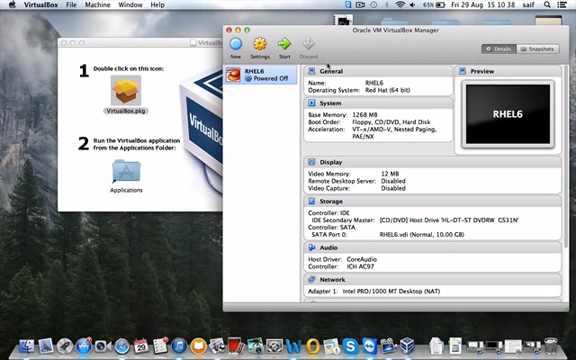 VirtualBox File Machine Window Help
65% Fri 29 Aug 15 10 38 saif
VirtualBox
1 Double click on this icon:
VirtualBox.pkg
2 Run the VirtualBox application
from the Applications Folder:
Applications
VirtualBox
Oracle VM VirtualBox Manager
New Settings Start Discard
Details Snapshots
RHEL6
Powered Off
General
Name: RHEL6
Operating System: Red Hat (64 bit)
System
Base Memory: 1268 MB
Boot Order: Floppy, CD/DVD, Hard Disk
Acceleration: VT-x/AMD-V, Nested Paging,
PAE/NX
Preview
RHEL6
Display
Video Memory: 12 MB
Remote Desktop Server: Disabled
Video Capture: Disabled
Storage
Controller: IDE
IDE Secondary Master: [CD/DVD] Host Drive 'HL-DT-ST DVDRW GS31N'
Controller: SATA
SATA Port 0: RHEL6.vdi (Normal, 10.00 GB)
Audio
Host Driver: CoreAudio
Controller: ICH AC97
Network
Adapter 1: Intel PRO/1000 MT Desktop (NAT)